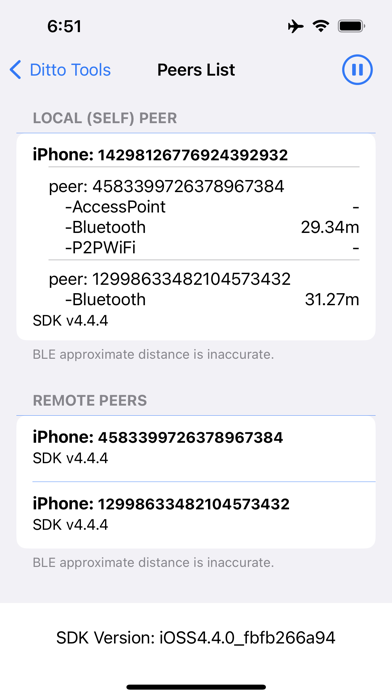 6:51
Ditto Tools Peers List
LOCAL (SELF) PEER
iPhone: 14298126776924392932
peer: 4583399726378967384
-AccessPoint -
-Bluetooth 29.34m
-P2PWiFi -
peer: 12998633482104573432
-Bluetooth 31.27m
SDK v4.4.4
BLE approximate distance is inaccurate.
REMOTE PEERS
iPhone: 4583399726378967384
SDK v4.4.4
iPhone: 12998633482104573432
SDK v4.4.4
BLE approximate distance is inaccurate.
SDK Version: iOSS4.4.0_fbfb266a94